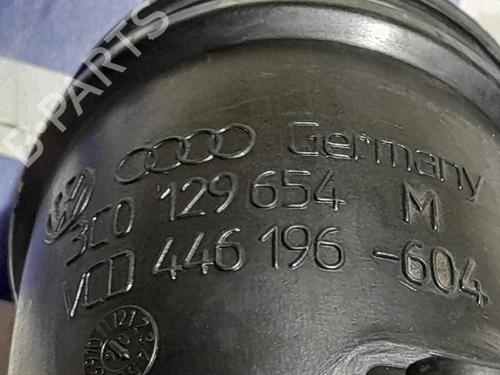 B PARTS
Germany
3C0 129 654 M
VCD 446 196 -604